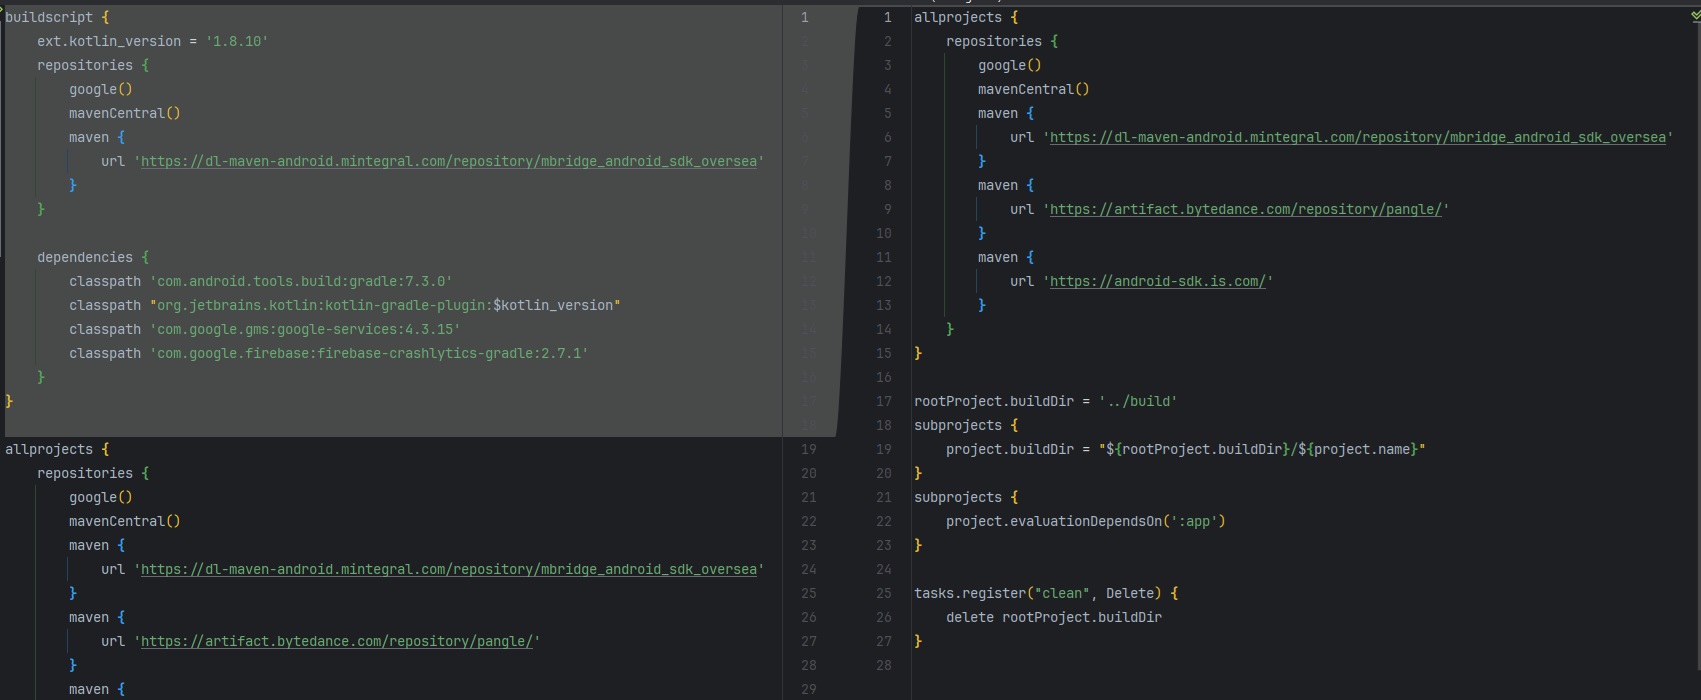 buildscript {
ext.kotlin_version = '1.8.10'
repositories {
google()
mavenCentral()
maven {
url 'https://dl-maven-android.mintegral.com/repository/mbridge_android_sdk_oversea'
}
}
dependencies {
classpath 'com.android.tools.build:gradle:7.3.0'
classpath "org.jetbrains.kotlin:kotlin-gradle-plugin:$kotlin_version"
classpath 'com.google.gms:google-services:4.3.15'
classpath 'com.google.firebase:firebase-crashlytics-gradle:2.7.1'
}
}
allprojects {
repositories {
google()
mavenCentral()
maven {
url 'https://dl-maven-android.mintegral.com/repository/mbridge_android_sdk_oversea'
}
maven {
url 'https://artifact.bytedance.com/repository/pangle/'
}
maven {
1
2
3
4
5
6
7
8
9
10
11
12
13
14
15
16
17
18
19
20
21
22
23
24
25
26
27
28
29
1 allprojects {
2 repositories {
3 google()
4 mavenCentral()
5 maven {
6 url 'https://dl-maven-android.mintegral.com/repository/mbridge_android_sdk_oversea'
7 }
8 maven {
9 url 'https://artifact.bytedance.com/repository/pangle/'
10 }
11 maven {
12 url 'https://android-sdk.is.com/'
13 }
14 }
15 }
16
17 rootProject.buildDir = '../build'
18 subprojects {
19 project.buildDir = "${rootProject.buildDir}/${project.name}"
20 }
21 subprojects {
22 project.evaluationDependsOn(':app')
23 }
24
25 tasks.register("clean", Delete) {
26 delete rootProject.buildDir
27 }
28